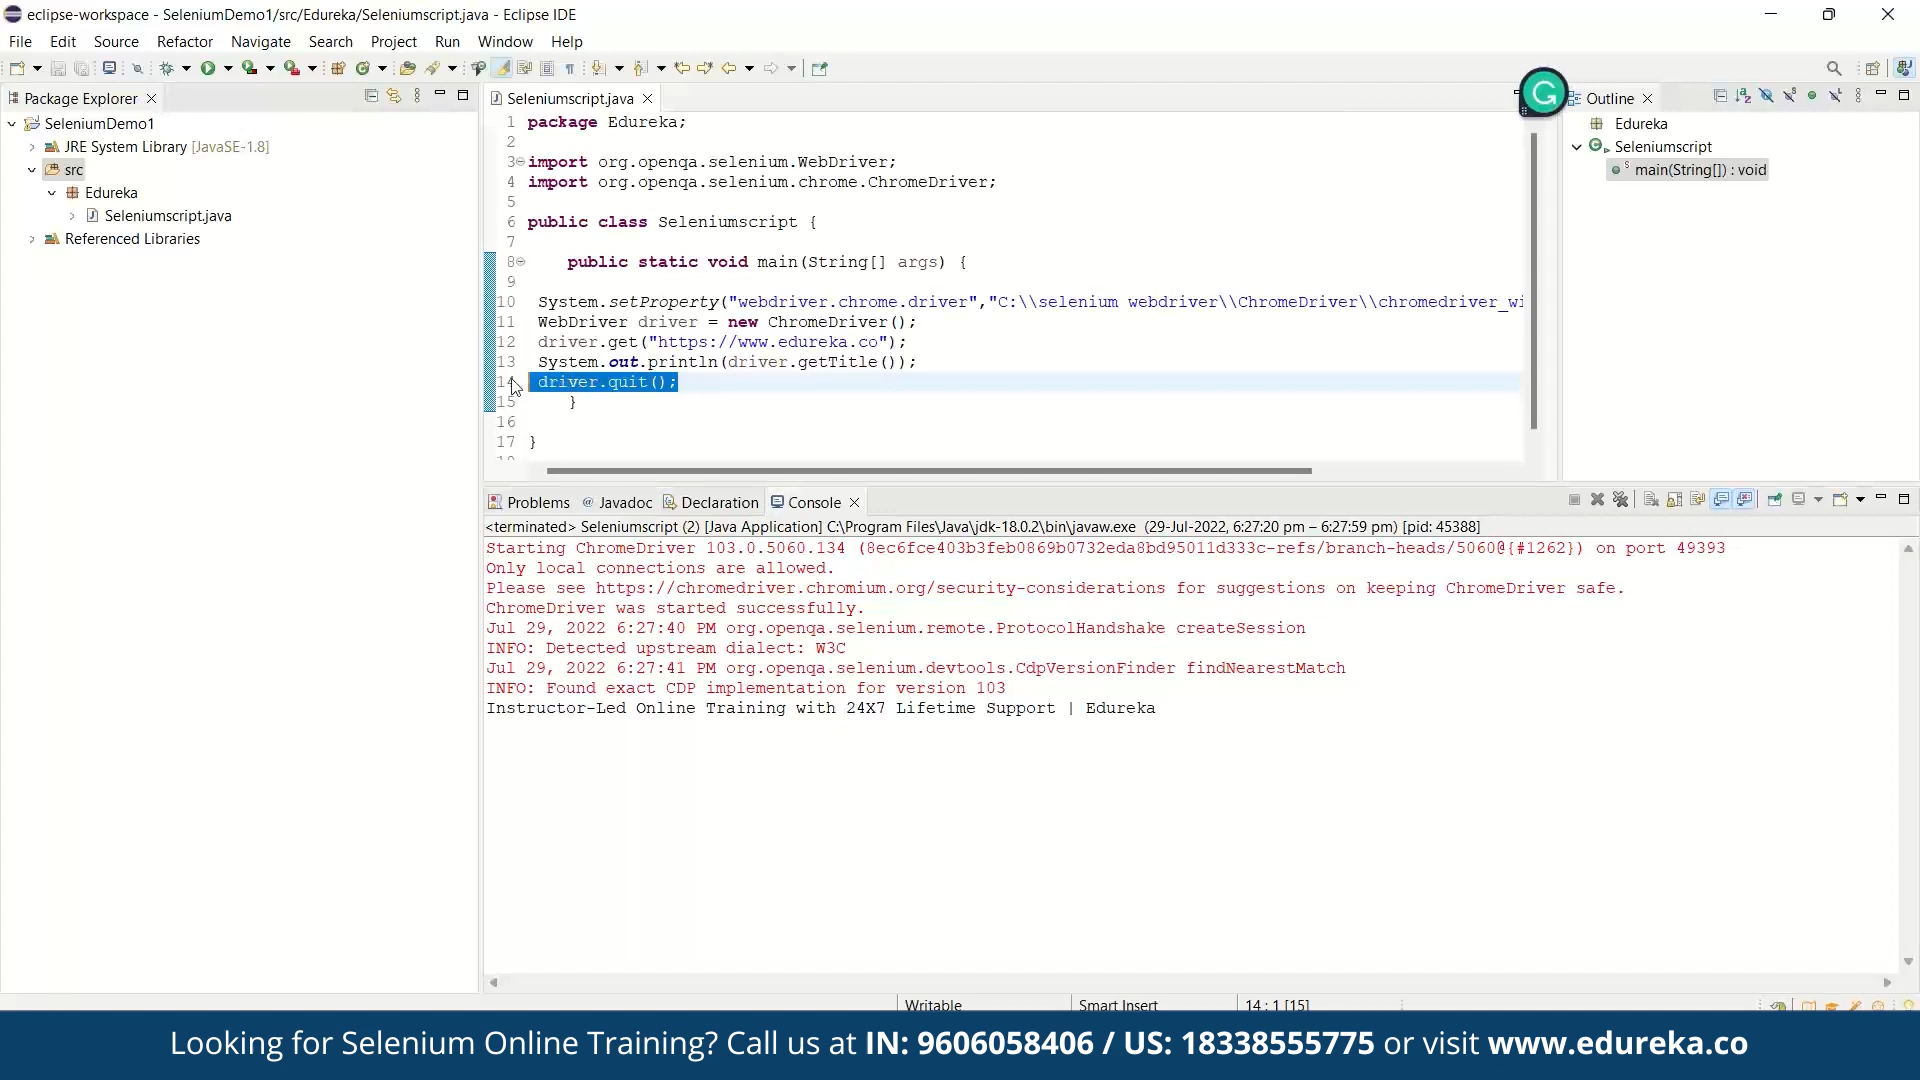 eclipse-workspace - SeleniumDemo1/src/Edureka/Seleniumscript.java - Eclipse IDE
File Edit Source Refactor Navigate Search Project Run Window Help
Package Explorer
SeleniumDemo1
JRE System Library [JavaSE-1.8]
src
Edureka
Seleniumscript.java
Referenced Libraries
Seleniumscript.java
1 package Edureka;
2
3 import org.openqa.selenium.WebDriver;
4 import org.openqa.selenium.chrome.ChromeDriver;
5
6 public class Seleniumscript {
7
8 public static void main(String[] args) {
9
10 System.setProperty("webdriver.chrome.driver","C:\\selenium webdriver\\ChromeDriver\\chromedriver_wi
11 WebDriver driver = new ChromeDriver();
12 driver.get("https://www.edureka.co");
13 System.out.println(driver.getTitle());
14 driver.quit();
15 }
16
17 }
Outline
Edureka
Seleniumscript
main(String[]) : void
Problems @ Javadoc Declaration Console
<terminated> Seleniumscript (2) [Java Application] C:\Program Files\Java\jdk-18.0.2\bin\javaw.exe (29-Jul-2022, 6:27:20 pm – 6:27:59 pm) [pid: 45388]
Starting ChromeDriver 103.0.5060.134 (8ec6fce403b3feb0869b0732eda8bd95011d333c-refs/branch-heads/5060@{#1262}) on port 49393
Only local connections are allowed.
Please see https://chromedriver.chromium.org/security-considerations for suggestions on keeping ChromeDriver safe.
ChromeDriver was started successfully.
Jul 29, 2022 6:27:40 PM org.openqa.selenium.remote.ProtocolHandshake createSession
INFO: Detected upstream dialect: W3C
Jul 29, 2022 6:27:41 PM org.openqa.selenium.devtools.CdpVersionFinder findNearestMatch
INFO: Found exact CDP implementation for version 103
Instructor-Led Online Training with 24X7 Lifetime Support | Edureka
Writable Smart Insert 14 : 1 [15]
Looking for Selenium Online Training? Call us at IN: 9606058406 / US: 18338555775 or visit www.edureka.co